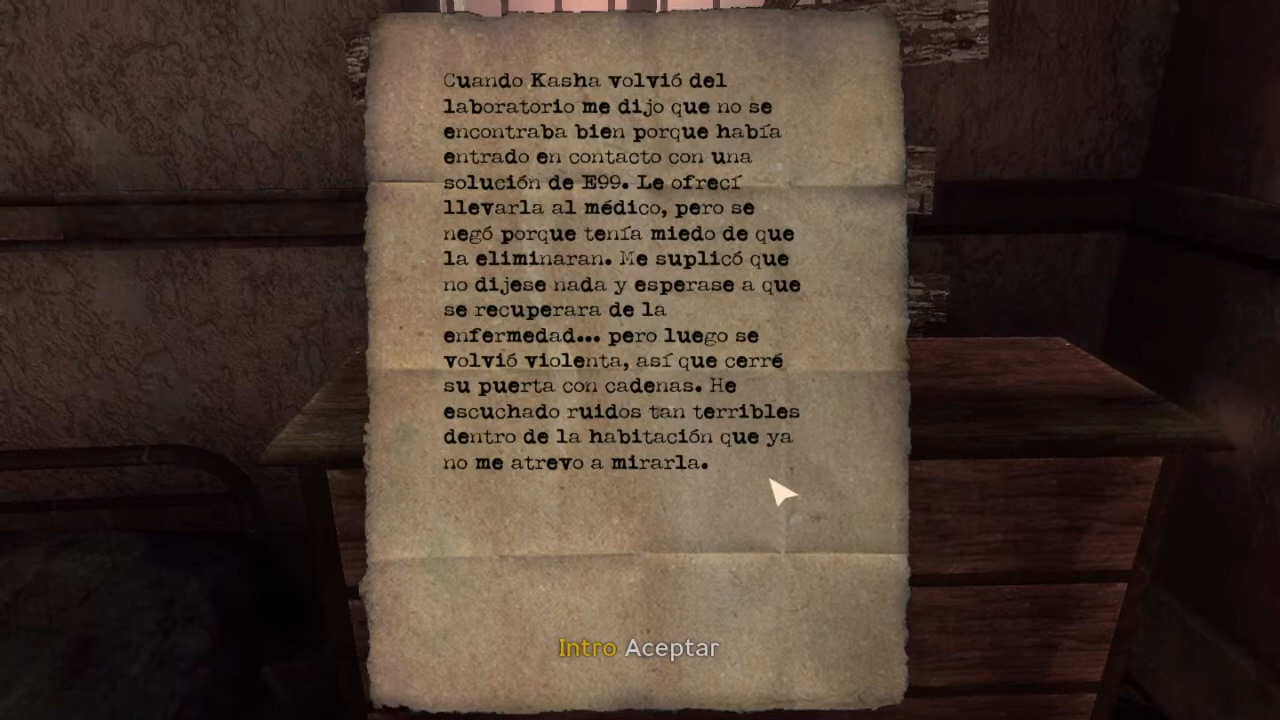 Cuando Kasha volvió del
laboratorio me dijo que no se
encontraba bien porque había
entrado en contacto con una
solución de E99. Le ofrecí
llevarla al médico, pero se
negó porque tenía miedo de que
la eliminaran. Me suplicó que
no dijese nada y esperase a que
se recuperara de la
enfermedad... pero luego se
volvió violenta, así que cerré
su puerta con cadenas. He
escuchado ruidos tan terribles
dentro de la habitación que ya
no me atrevo a mirarla.
Intro Aceptar